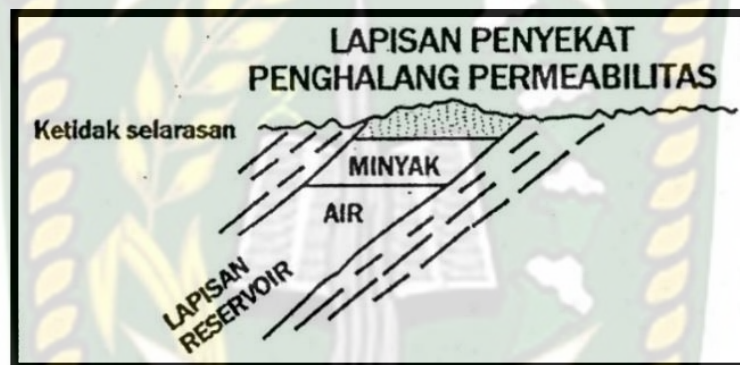 LAPISAN PENYEKAT
PENGHALANG PERMEABILITAS
Ketidak selarasan
MINYAK
AIR
LAPISAN
RESERVOIR